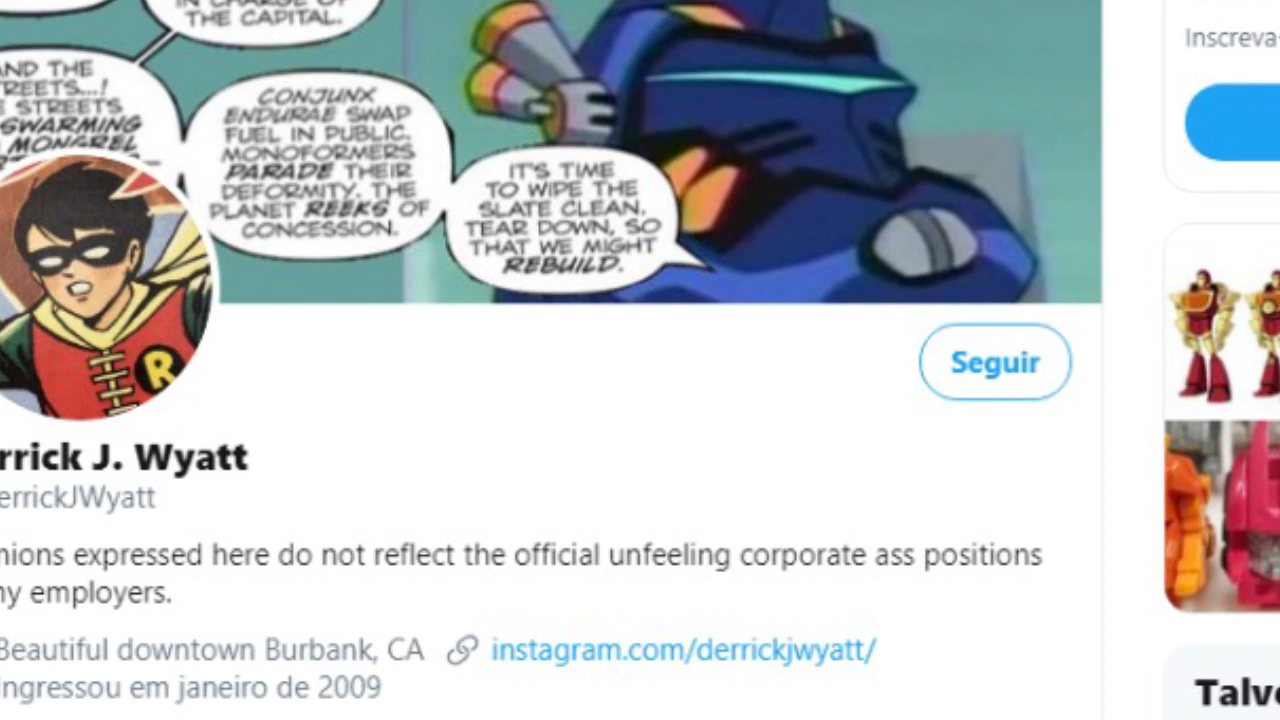 IN CHARGE OF
THE CAPITAL.
AND THE
STREETS...!
STREETS
SWARMING
MONGREL
CONJUNX
ENDURAE SWAP
FUEL IN PUBLIC.
MONOFORMERS
PARADE THEIR
DEFORMITY. THE
PLANET REEKS OF
CONCESSION.
IT'S TIME
TO WIPE THE
SLATE CLEAN.
TEAR DOWN, SO
THAT WE MIGHT
REBUILD.
R
Inscreva-
Seguir
rrick J. Wyatt
errickJWyatt
nions expressed here do not reflect the official unfeeling corporate ass positions
ny employers.
Beautiful downtown Burbank, CA instagram.com/derrickjwyatt/
Ingressou em janeiro de 2009
Talv